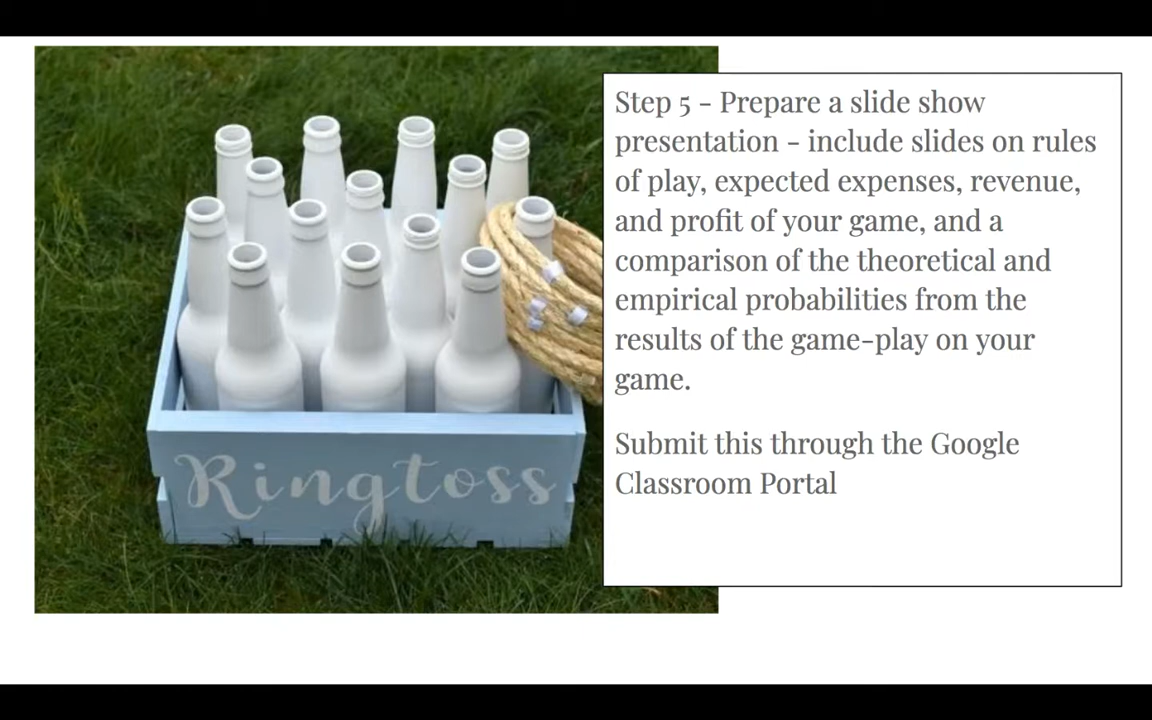 Step 5 - Prepare a slide show
presentation - include slides on rules
of play, expected expenses, revenue,
and profit of your game, and a
comparison of the theoretical and
empirical probabilities from the
results of the game-play on your
game.
Submit this through the Google
Classroom Portal
Ringtoss